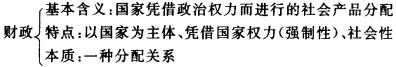 基本含义:国家凭借政治权力而进行的社会产品分配
财政
特点:以国家为主体、凭借国家权力(强制性)、社会性
本质:一种分配关系